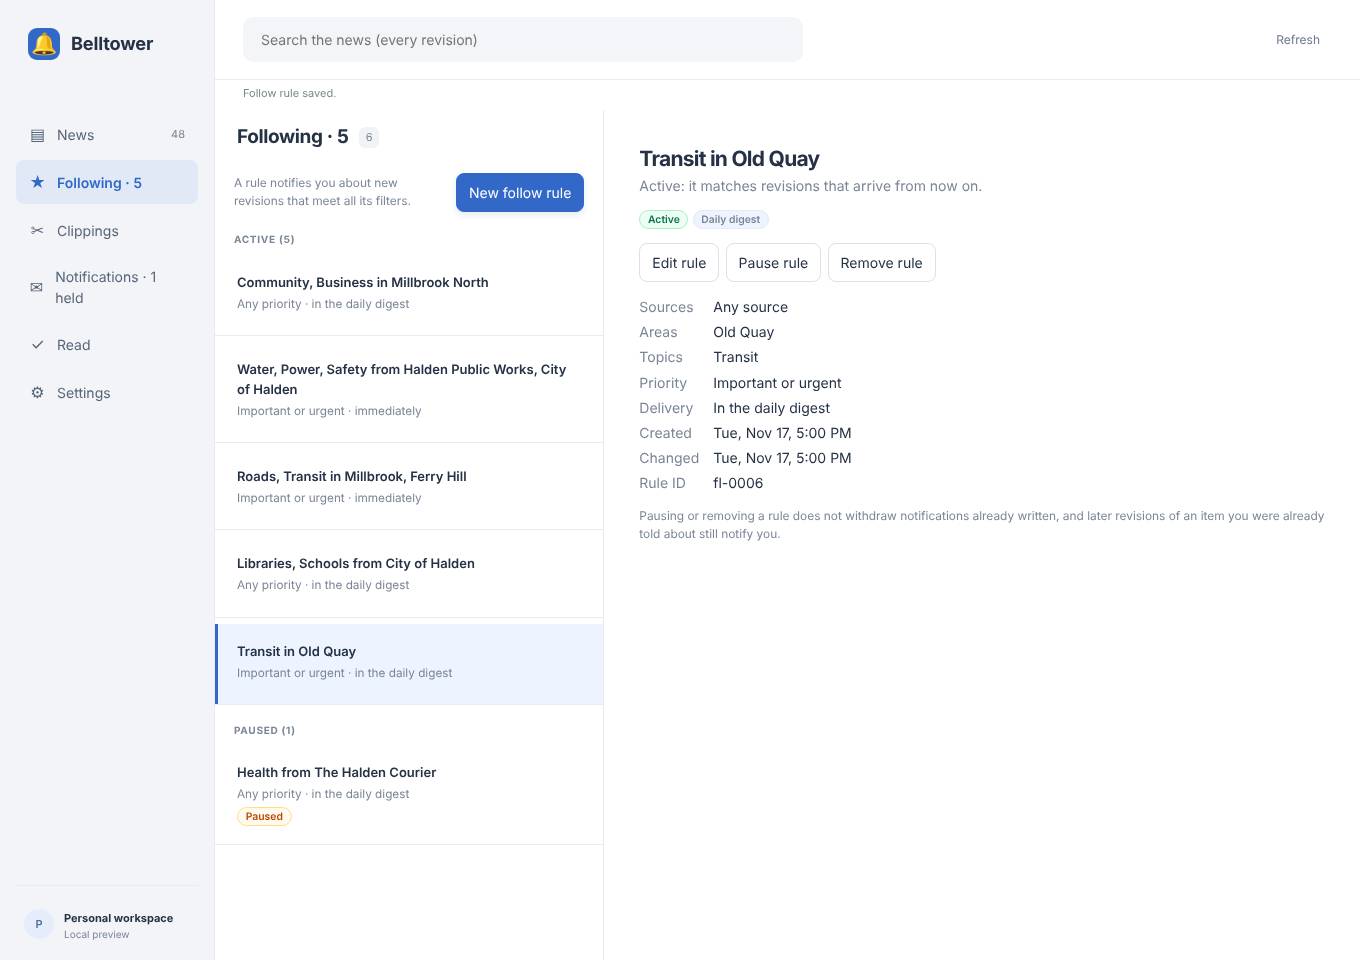 Belltower
Search the news (every revision)
Refresh
News 48
Following · 5
Clippings
Notifications · 1
held
Read
Settings
P
Personal workspace
Local preview
Follow rule saved.
Following · 5 6
A rule notifies you about new
revisions that meet all its filters.
New follow rule
ACTIVE (5)
Community, Business in Millbrook North
Any priority · in the daily digest
Water, Power, Safety from Halden Public Works, City
of Halden
Important or urgent · immediately
Roads, Transit in Millbrook, Ferry Hill
Important or urgent · immediately
Libraries, Schools from City of Halden
Any priority · in the daily digest
Transit in Old Quay
Important or urgent · in the daily digest
PAUSED (1)
Health from The Halden Courier
Any priority · in the daily digest
Paused
Transit in Old Quay
Active: it matches revisions that arrive from now on.
Active Daily digest
Edit rule Pause rule Remove rule
Sources Any source
Areas Old Quay
Topics Transit
Priority Important or urgent
Delivery In the daily digest
Created Tue, Nov 17, 5:00 PM
Changed Tue, Nov 17, 5:00 PM
Rule ID fl-0006
Pausing or removing a rule does not withdraw notifications already written, and later revisions of an item you were already
told about still notify you.